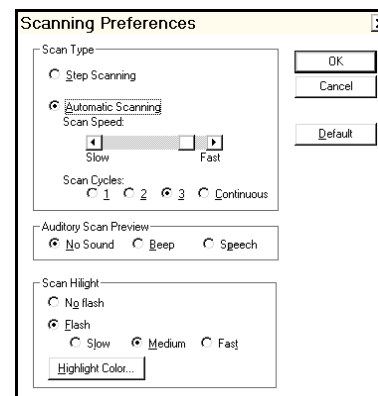 Scanning Preferences
Scan Type
Step Scanning
Automatic Scanning
Scan Speed:
Slow Fast
Scan Cycles:
1 2 3 Continuous
Auditory Scan Preview
No Sound Beep Speech
Scan Hilight
No flash
Flash
Slow Medium Fast
Highlight Color...
OK
Cancel
Default